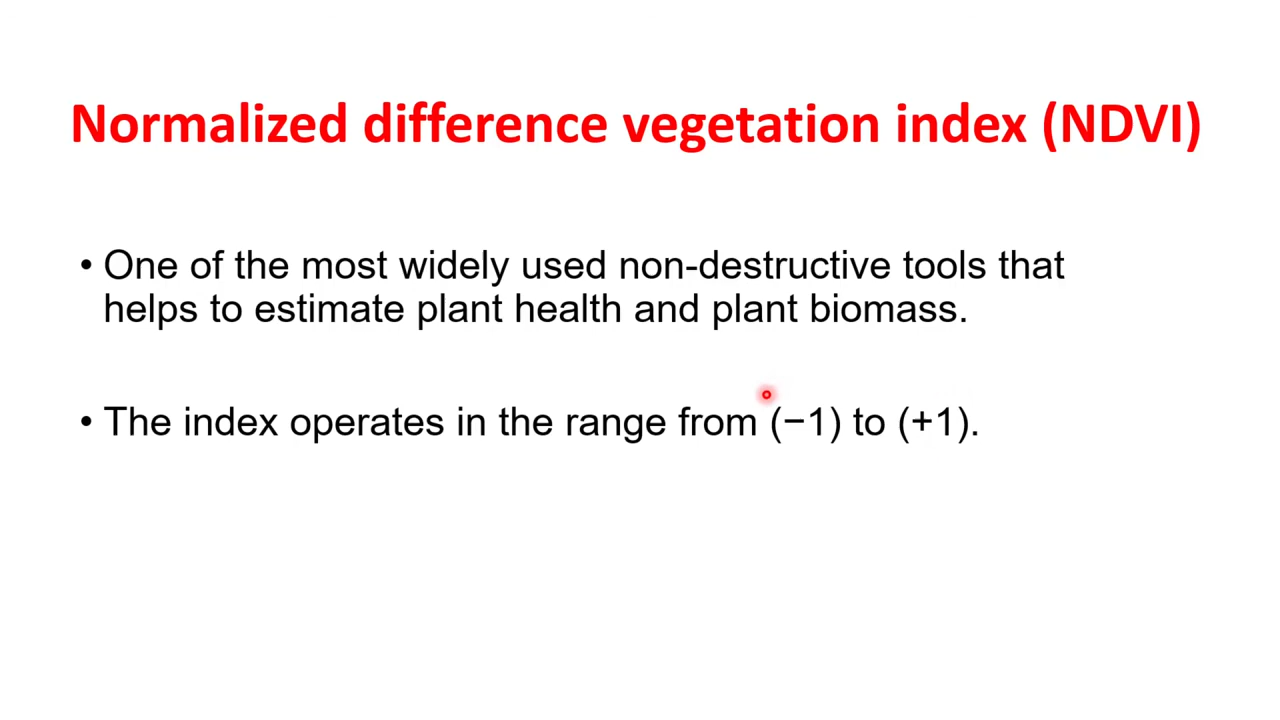 Normalized difference vegetation index (NDVI)
• One of the most widely used non-destructive tools that
helps to estimate plant health and plant biomass.
• The index operates in the range from (−1) to (+1).